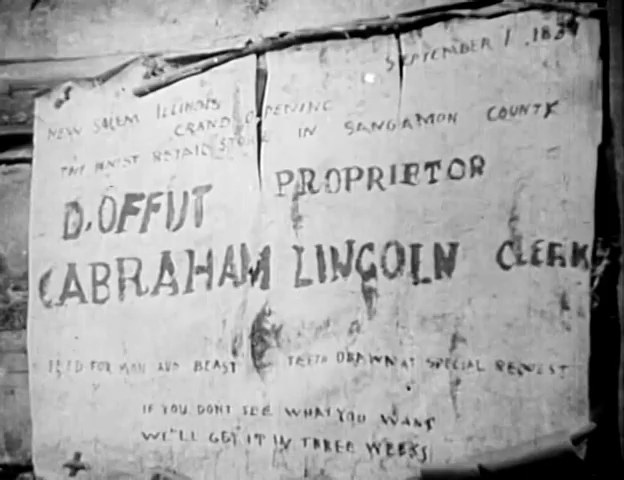 SEPTEMBER 1, 183
NEW SALEM ILLINOIS
GRAND OPENING
THE FINEST RETAIL STORE IN SANGAMON COUNTY
D. OFFUT PROPRIETOR
(ABRAHAM LINCOLN CLERK
FEED FOR MAN AND BEAST TEETH DRAWN AT SPECIAL REQUEST
IF YOU DONT SEE WHAT YOU WANT
WE'LL GET IT IN THREE WEEKS